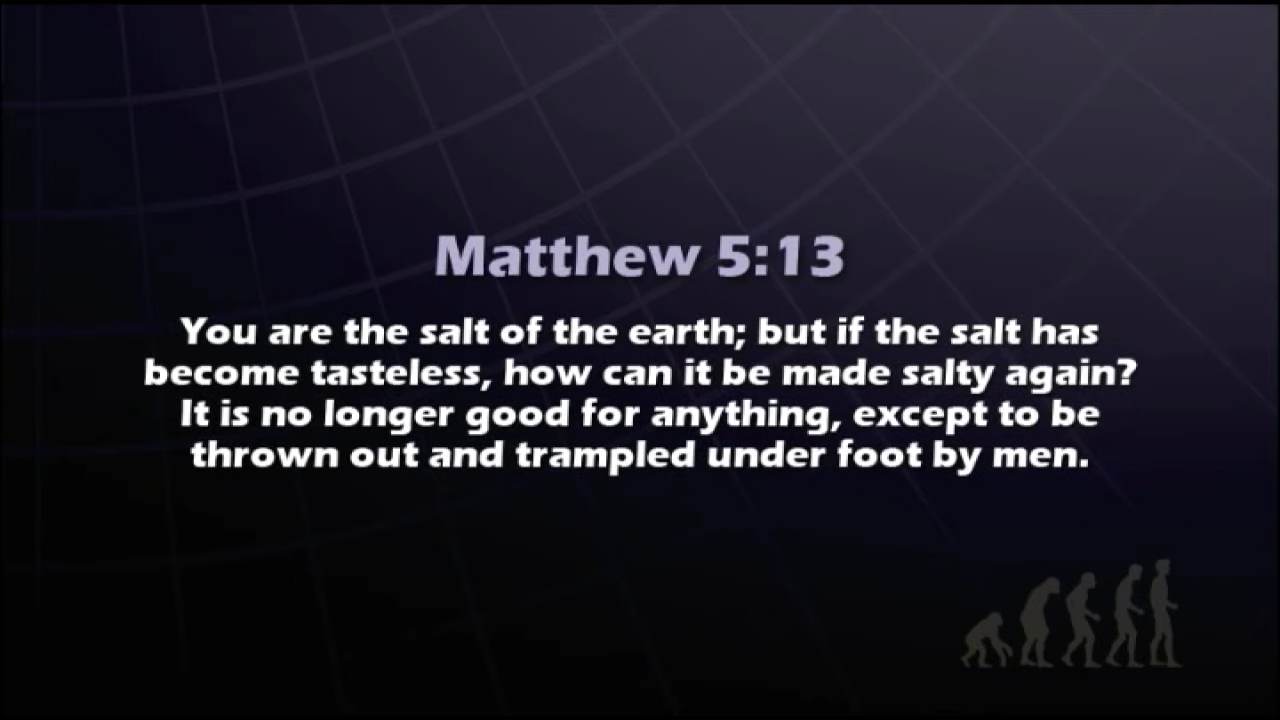 Matthew 5:13
You are the salt of the earth; but if the salt has
become tasteless, how can it be made salty again?
It is no longer good for anything, except to be
thrown out and trampled under foot by men.